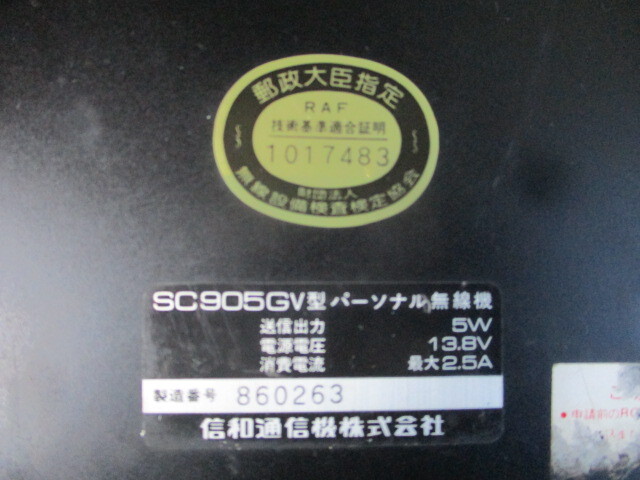 郵政大臣指定
RAF
技術基準適合証明
1017483
財団法人
無線設備検査検定協会
SC905GV型パーソナル無線機
送信出力 5W
電源電圧 13.8V
消費電流 最大2.5A
製造番号 860263
信和通信機株式会社
• 申請前の